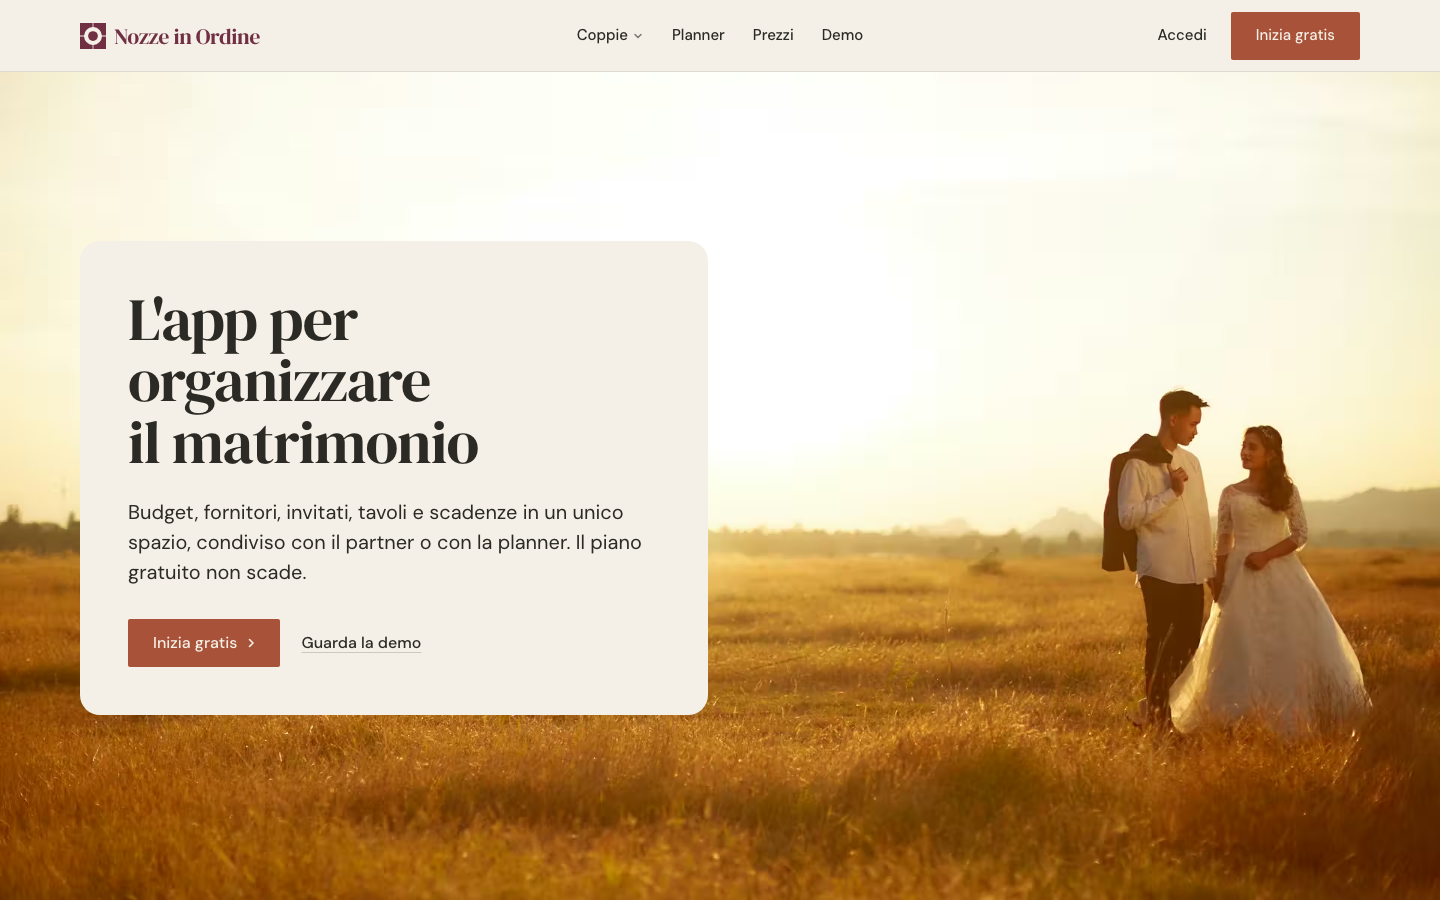 Nozze in Ordine
Coppie
Planner
Prezzi
Demo
Accedi
Inizia gratis
L'app per
organizzare
il matrimonio
Budget, fornitori, invitati, tavoli e scadenze in un unico
spazio, condiviso con il partner o con la planner. Il piano
gratuito non scade.
Inizia gratis
Guarda la demo